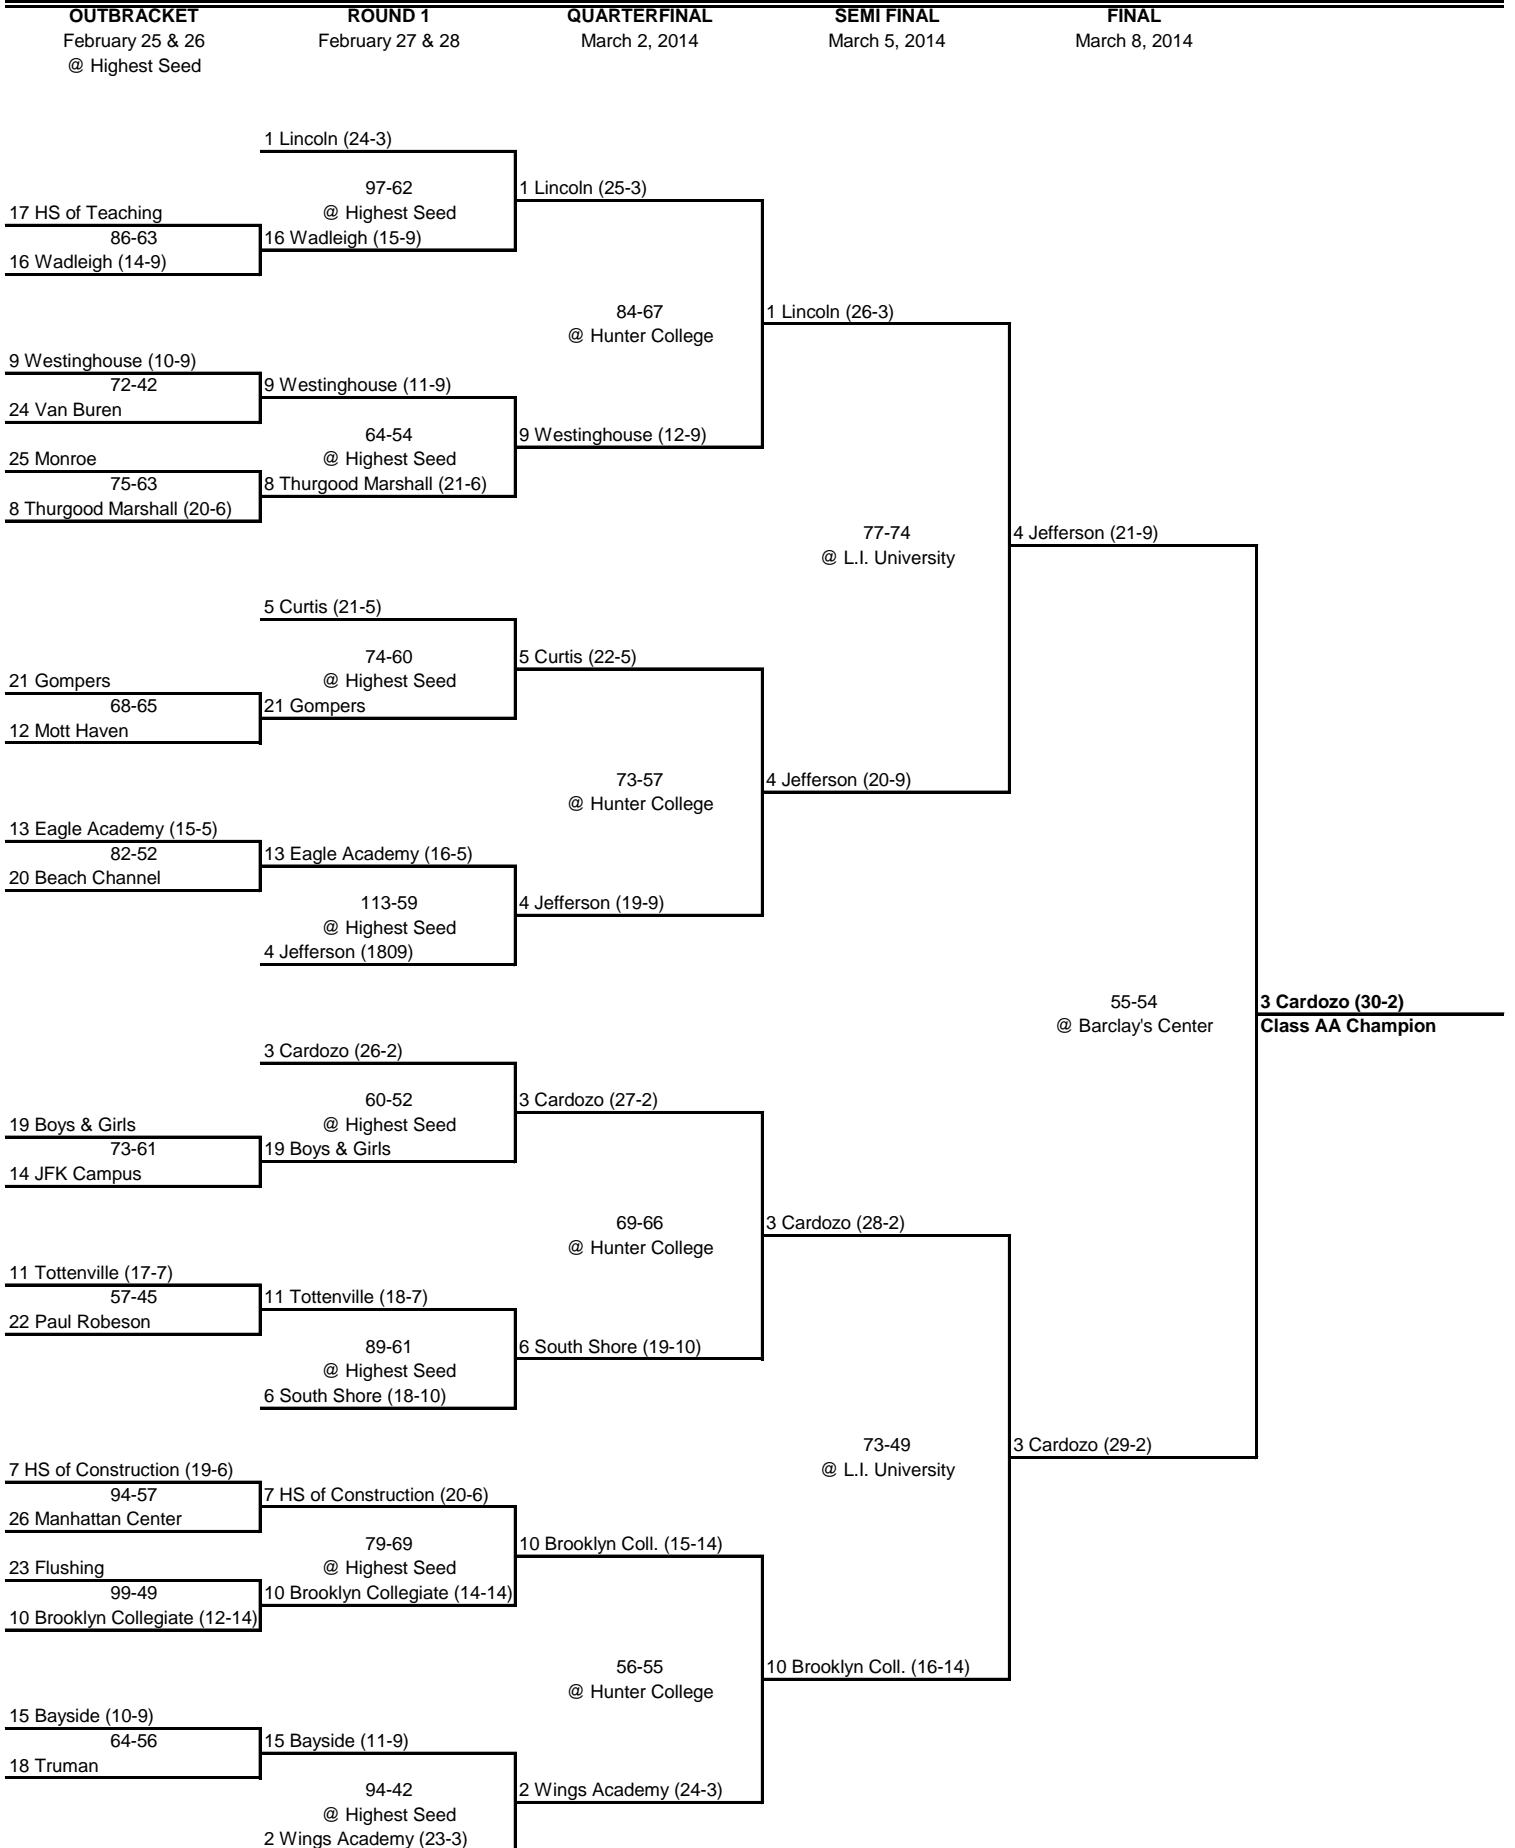 OUTBRACKET ROUND 1 QUARTERFINAL SEMI FINAL FINAL
February 25 & 26 February 27 & 28 March 2, 2014 March 5, 2014 March 8, 2014
@ Highest Seed
1 Lincoln (24-3)
97-62 1 Lincoln (25-3)
17 HS of Teaching @ Highest Seed
86-63 16 Wadleigh (15-9)
16 Wadleigh (14-9)
84-67 1 Lincoln (26-3)
@ Hunter College
9 Westinghouse (10-9)
72-42 9 Westinghouse (11-9)
24 Van Buren
64-54 9 Westinghouse (12-9)
25 Monroe @ Highest Seed
75-63 8 Thurgood Marshall (21-6)
8 Thurgood Marshall (20-6)
77-74 4 Jefferson (21-9)
@ L.I. University
5 Curtis (21-5)
74-60 5 Curtis (22-5)
21 Gompers @ Highest Seed
68-65 21 Gompers
12 Mott Haven
73-57 4 Jefferson (20-9)
@ Hunter College
13 Eagle Academy (15-5)
82-52 13 Eagle Academy (16-5)
20 Beach Channel
113-59 4 Jefferson (19-9)
@ Highest Seed
4 Jefferson (1809)
55-54 3 Cardozo (30-2)
@ Barclay's Center Class AA Champion
3 Cardozo (26-2)
60-52 3 Cardozo (27-2)
19 Boys & Girls @ Highest Seed
73-61 19 Boys & Girls
14 JFK Campus
69-66 3 Cardozo (28-2)
@ Hunter College
11 Tottenville (17-7)
57-45 11 Tottenville (18-7)
22 Paul Robeson
89-61 6 South Shore (19-10)
@ Highest Seed
6 South Shore (18-10)
73-49 3 Cardozo (29-2)
7 HS of Construction (19-6) @ L.I. University
94-57 7 HS of Construction (20-6)
26 Manhattan Center
79-69 10 Brooklyn Coll. (15-14)
23 Flushing @ Highest Seed
99-49 10 Brooklyn Collegiate (14-14)
10 Brooklyn Collegiate (12-14)
56-55 10 Brooklyn Coll. (16-14)
@ Hunter College
15 Bayside (10-9)
64-56 15 Bayside (11-9)
18 Truman
94-42 2 Wings Academy (24-3)
@ Highest Seed
2 Wings Academy (23-3)